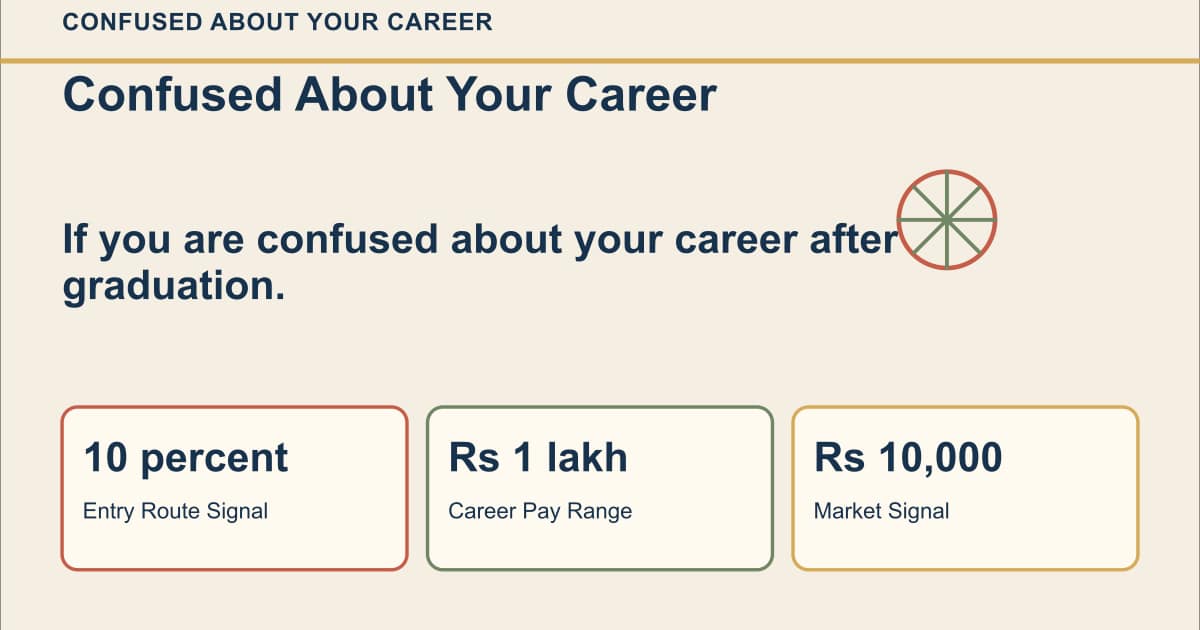 CONFUSED ABOUT YOUR CAREER
Confused About Your Career
If you are confused about your career after
graduation.
10 percent
Entry Route Signal
Rs 1 lakh
Career Pay Range
Rs 10,000
Market Signal